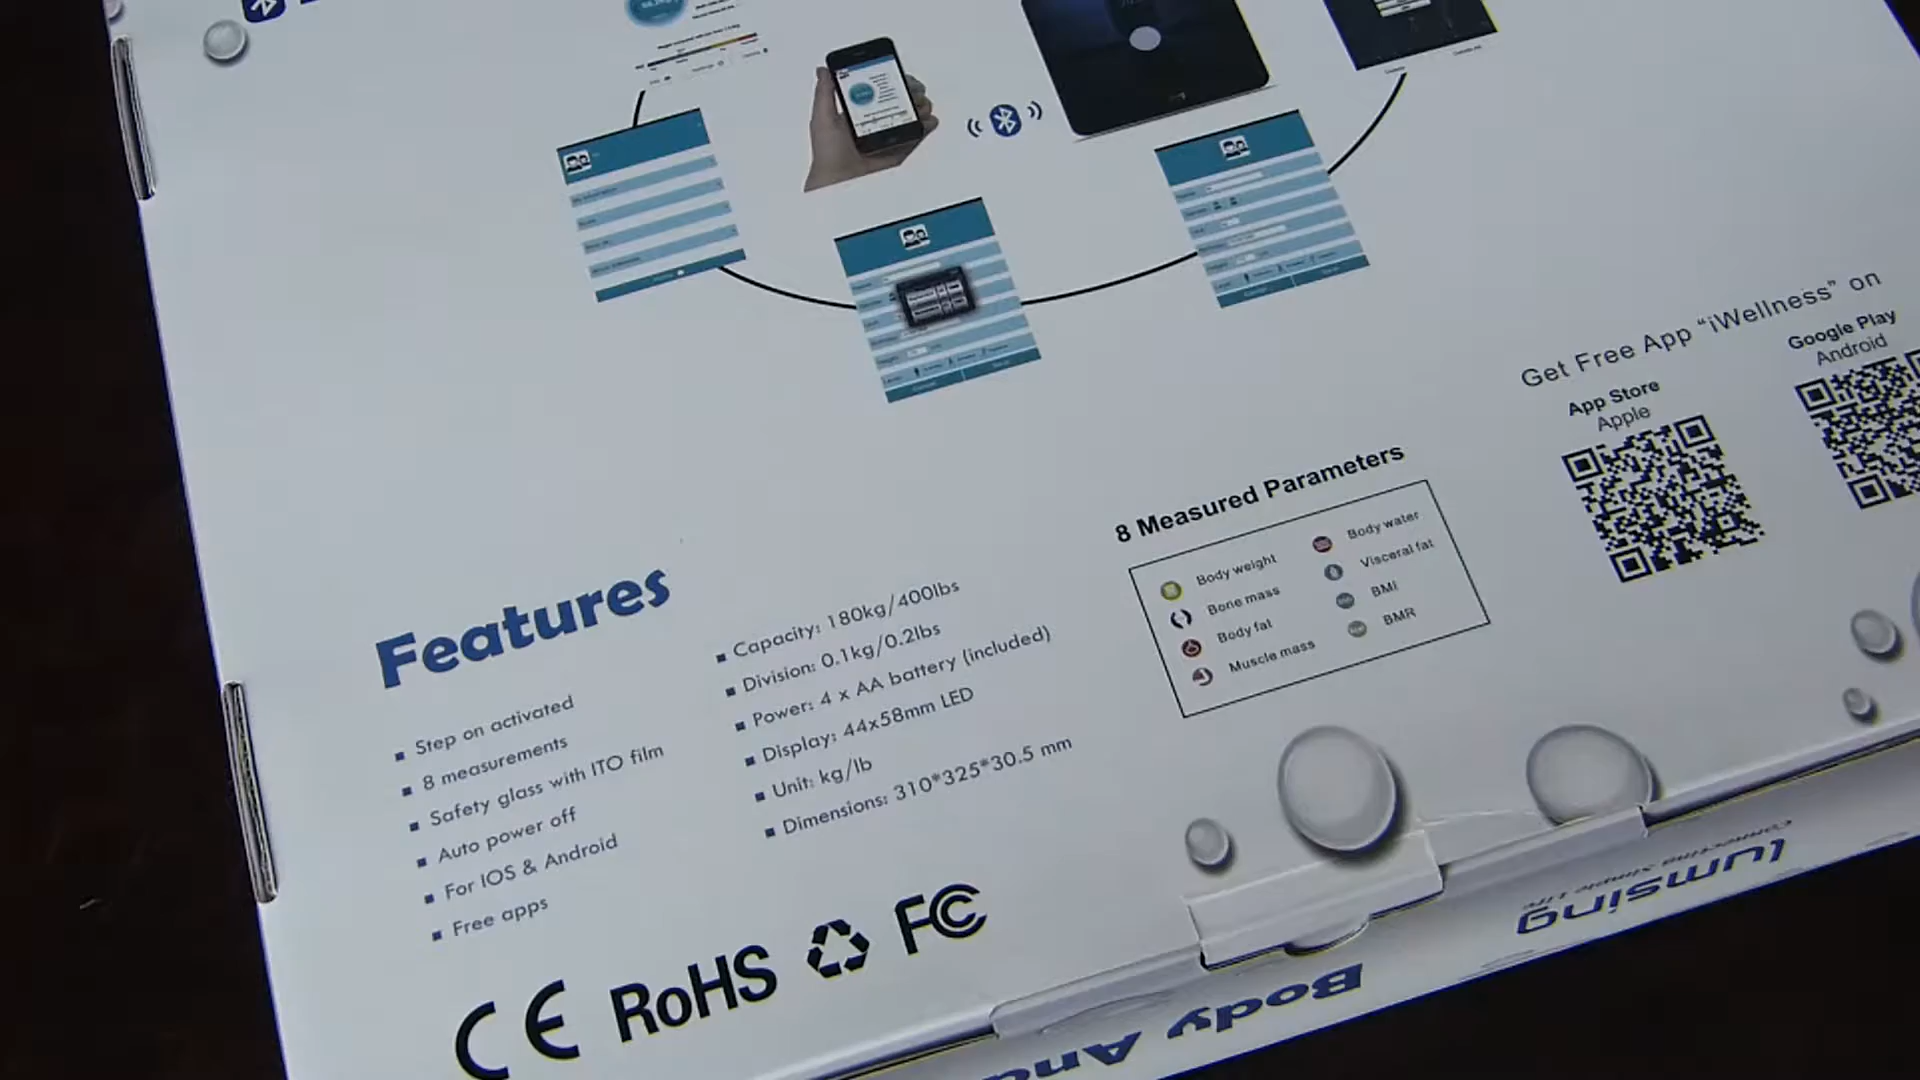 Get Free App “iWellness” on
App Store
Apple
Google Play
Android
8 Measured Parameters
Body weight
Bone mass
Body fat
Muscle mass
Body water
Visceral fat
BMI
BMR
Features
Step on activated
8 measurements
Safety glass with ITO film
Auto power off
For IOS & Android
Free apps
Capacity: 180kg/400lbs
Division: 0.1kg/0.2lbs
Power: 4 x AA battery (included)
Display: 44x58mm LED
Unit: kg/lb
Dimensions: 310*325*30.5 mm
CE RoHS FC
lumsing
Connecting Simple Life
Body Ana